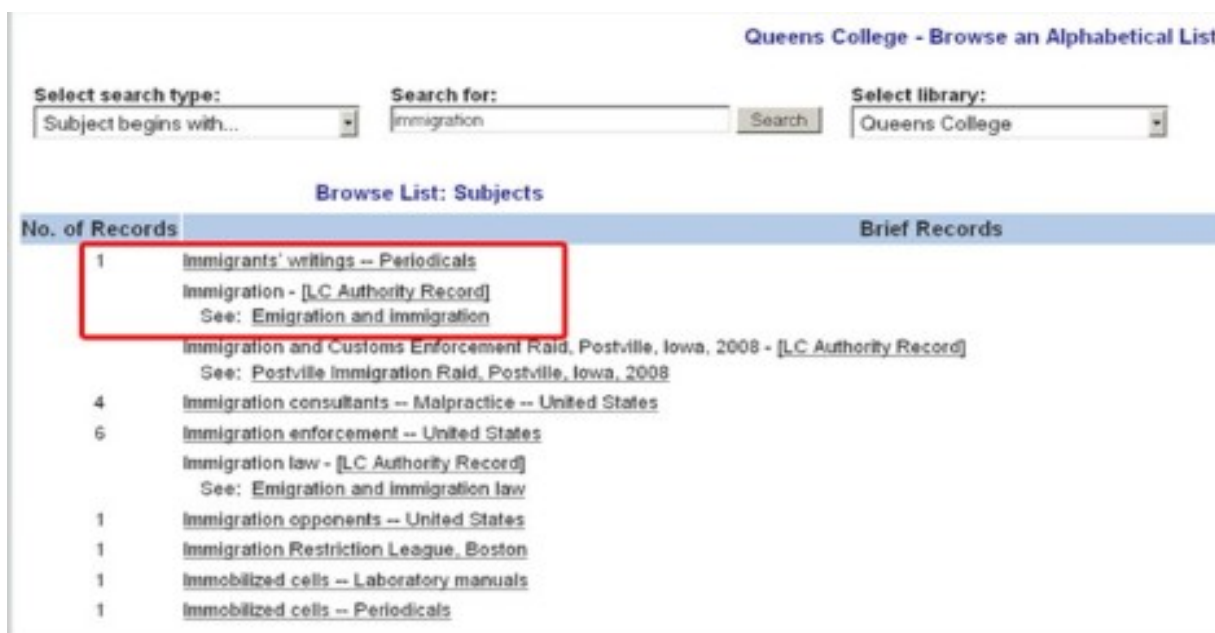 Queens College - Browse an Alphabetical List
Select search type: Search for: Select library:
Subject begins with... immigration Search Queens College
Browse List: Subjects
No. of Records Brief Records
1 Immigrants' writings -- Periodicals
Immigration - [LC Authority Record]
See: Emigration and immigration
Immigration and Customs Enforcement Raid, Postville, Iowa, 2008 - [LC Authority Record]
See: Postville Immigration Raid, Postville, Iowa, 2008
4 Immigration consultants -- Malpractice -- United States
6 Immigration enforcement -- United States
Immigration law - [LC Authority Record]
See: Emigration and immigration law
1 Immigration opponents -- United States
1 Immigration Restriction League, Boston
1 Immobilized cells -- Laboratory manuals
1 Immobilized cells -- Periodicals